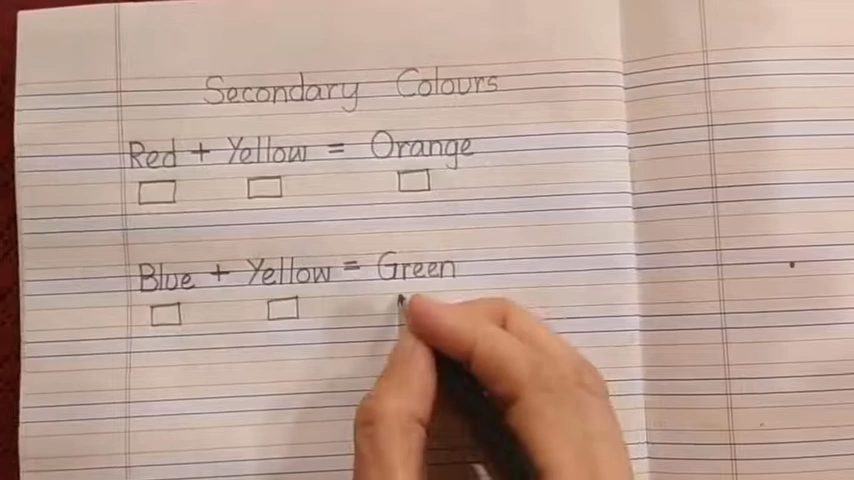 Secondary Colours
Red + Yellow = Orange
Blue + Yellow = Green